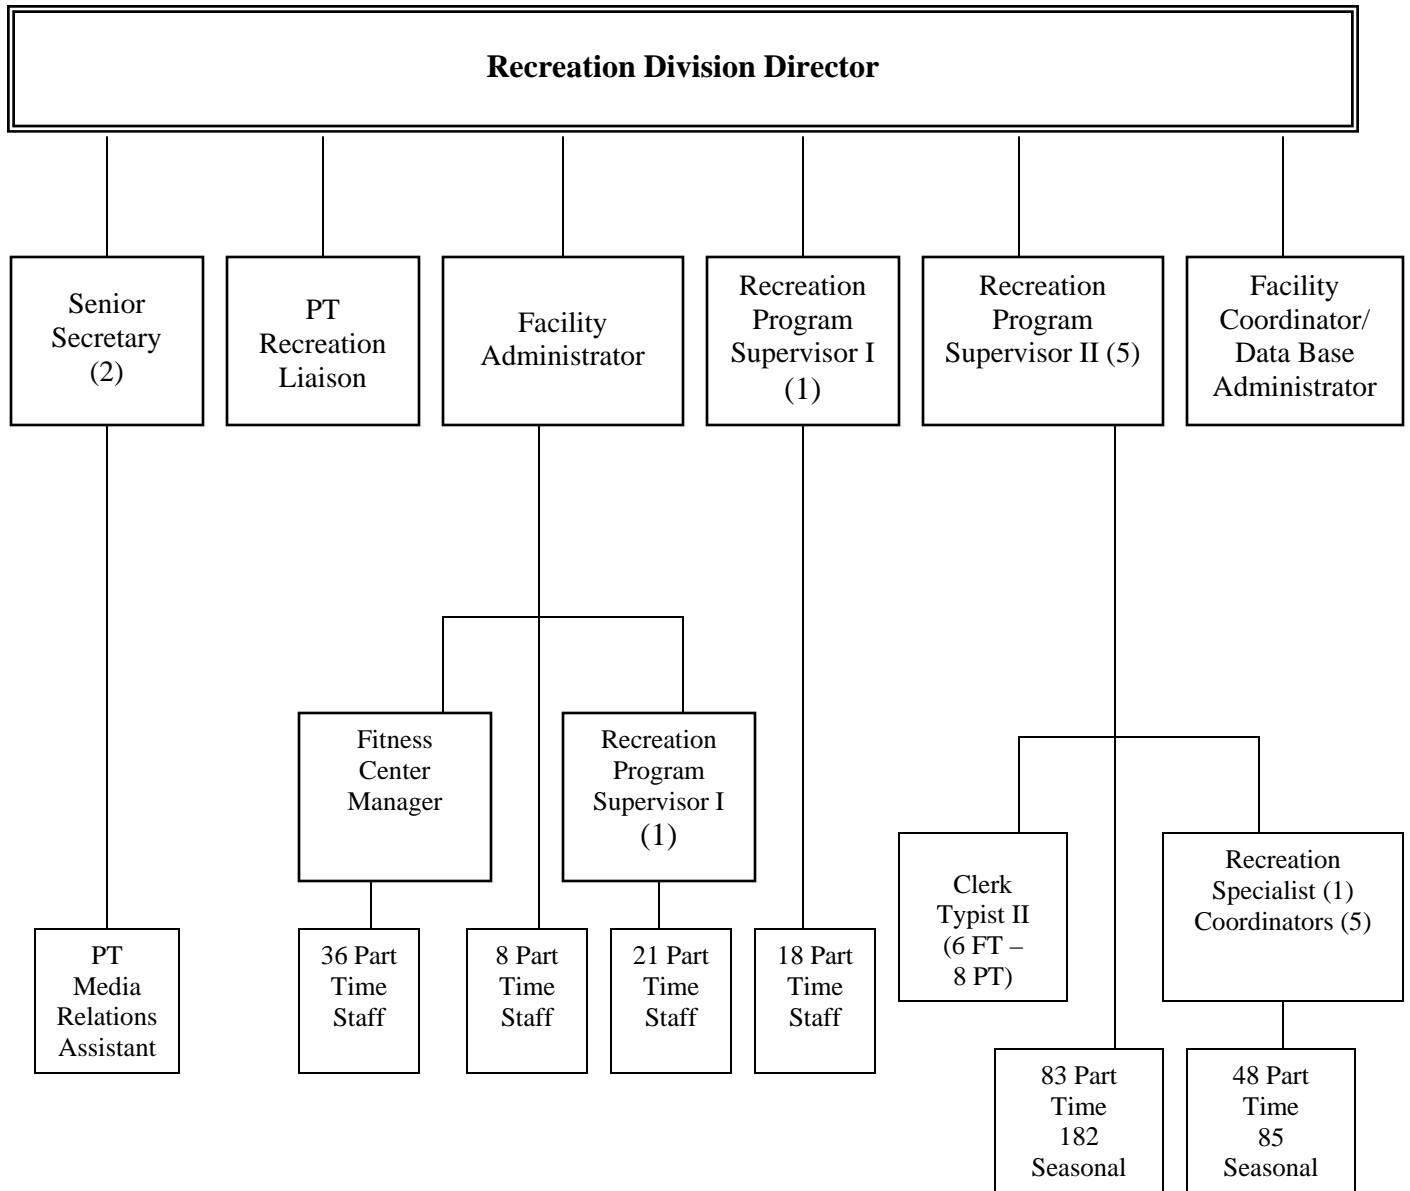 Recreation Division Director
Senior
Secretary
(2)
PT
Recreation
Liaison
Facility
Administrator
Recreation
Program
Supervisor I
(1)
Recreation
Program
Supervisor II (5)
Facility
Coordinator/
Data Base
Administrator
Fitness
Center
Manager
Recreation
Program
Supervisor I
(1)
Clerk
Typist II
(6 FT –
8 PT)
Recreation
Specialist (1)
Coordinators (5)
PT
Media
Relations
Assistant
36 Part
Time
Staff
8 Part
Time
Staff
21 Part
Time
Staff
18 Part
Time
Staff
83 Part
Time
182
Seasonal
48 Part
Time
85
Seasonal